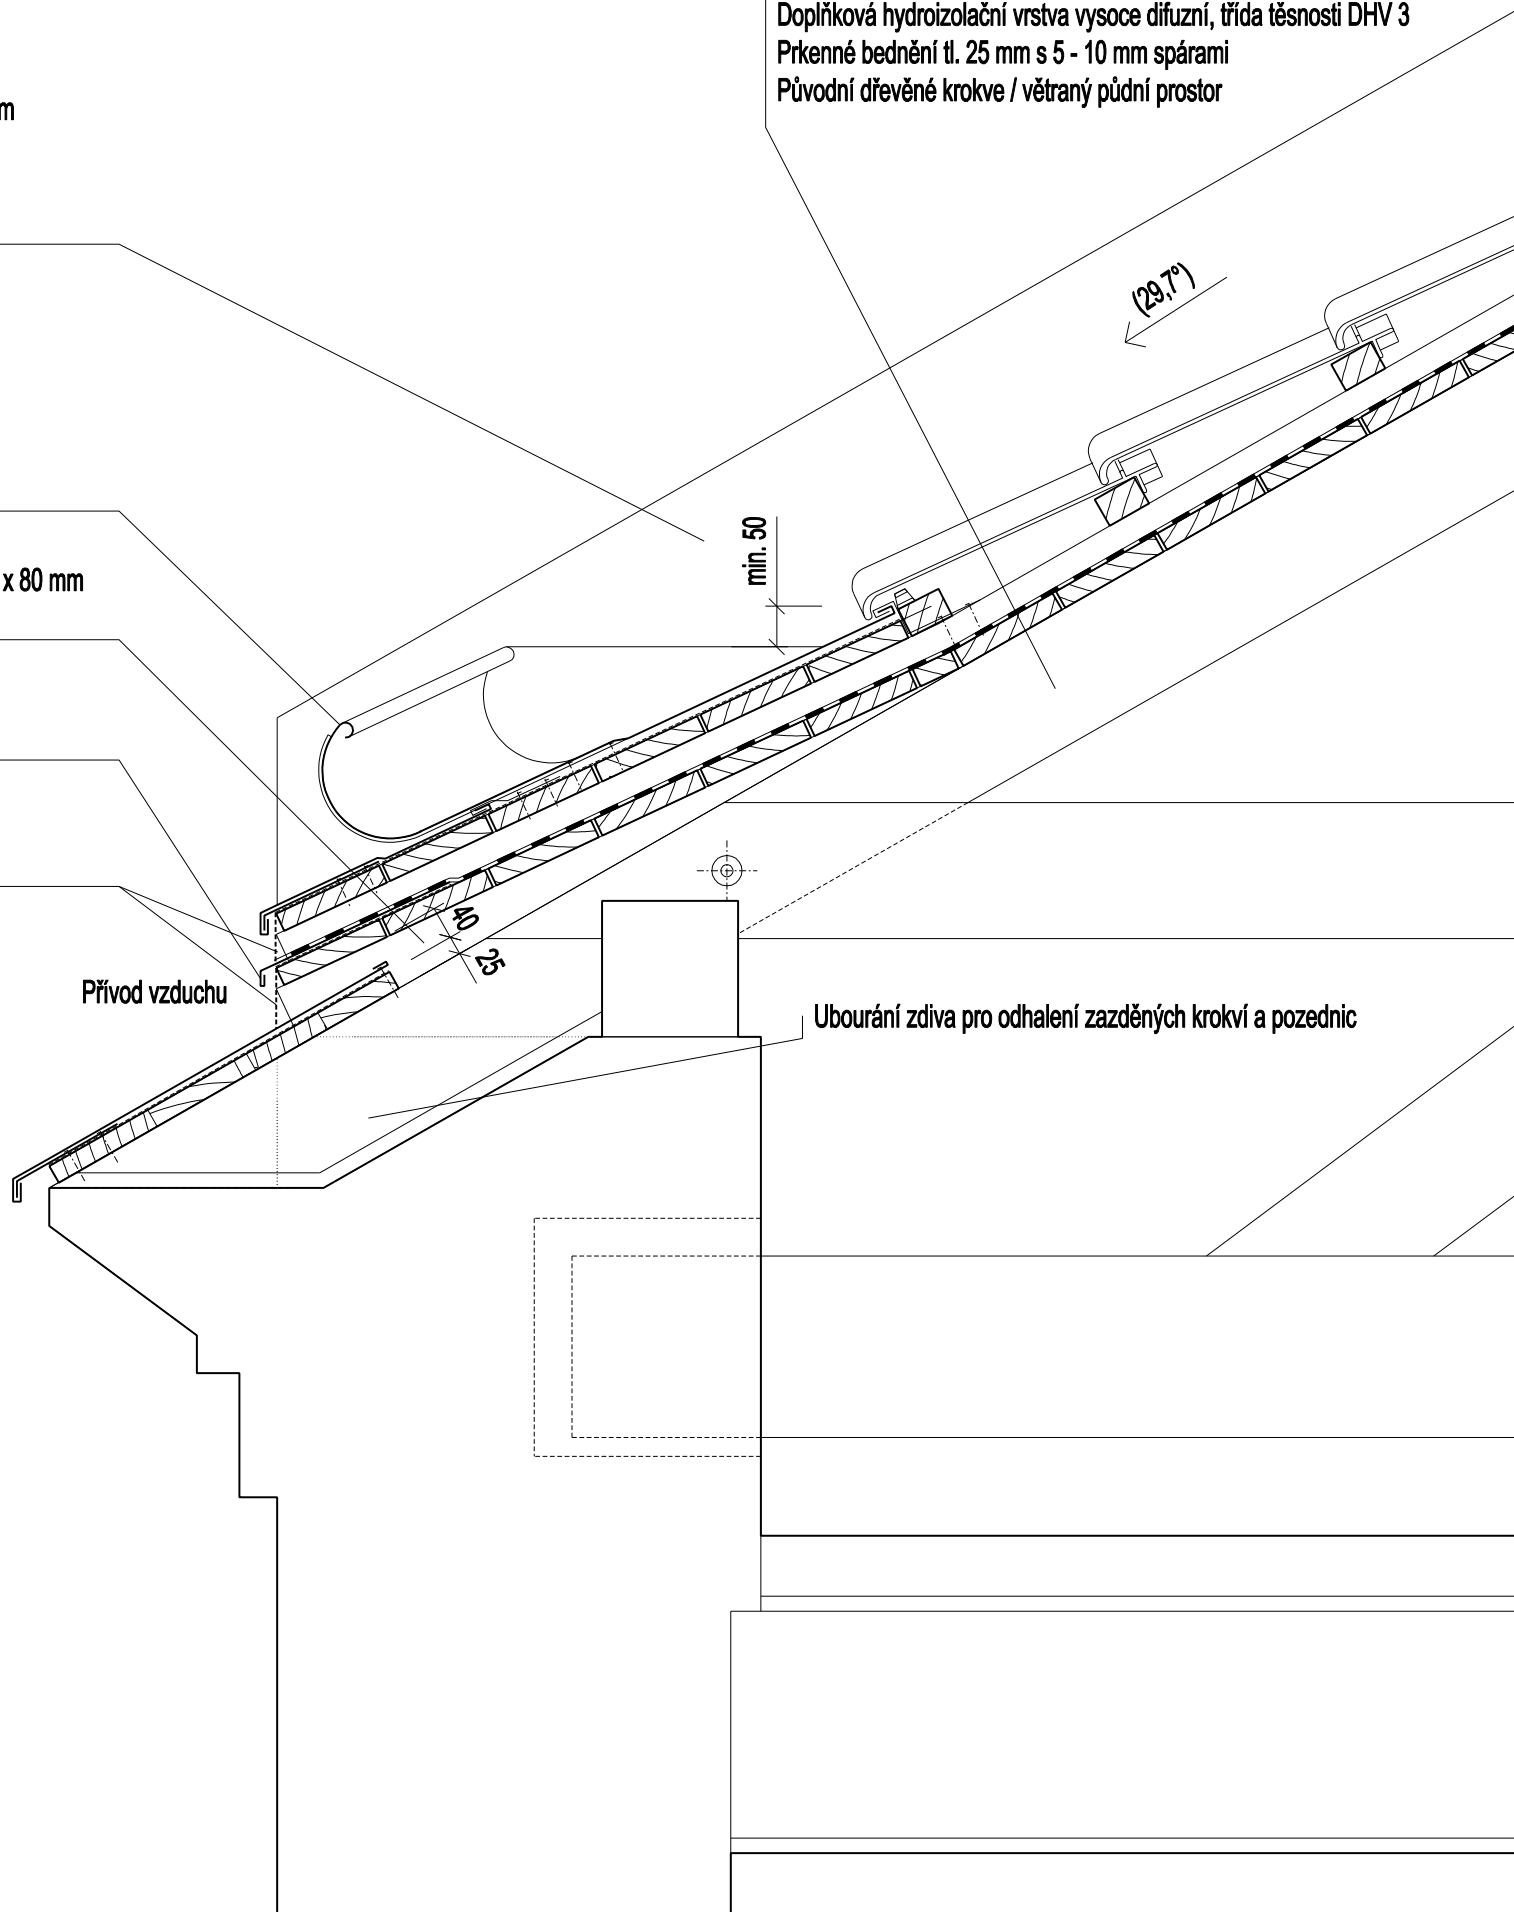 Doplňková hydroizolační vrstva vysoce difuzní, třída těsnosti DHV 3
Prkenné bednění tl. 25 mm s 5 - 10 mm spárami
Původní dřevěné krokve / větraný půdní prostor
m
(29,7°)
min. 50
x 80 mm
40
25
Přívod vzduchu
Ubourání zdiva pro odhalení zazděných krokví a pozednic